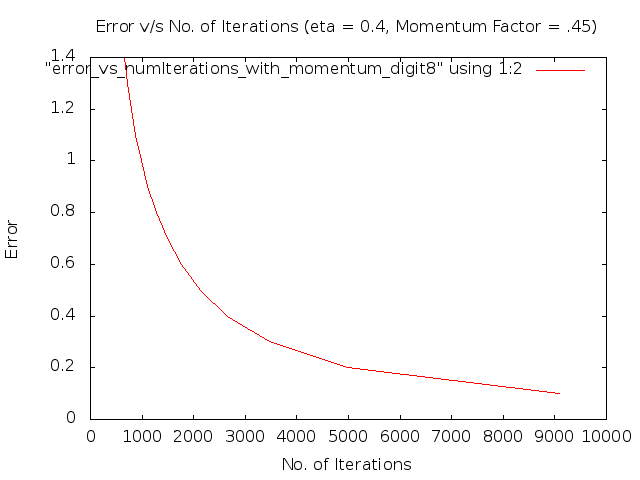 Error v/s No. of Iterations (eta = 0.4, Momentum Factor = .45)
"error_vs_numIterations_with_momentum_digit8" using 1:2
1.4
1.2
1
0.8
0.6
0.4
0.2
0
Error
0 1000 2000 3000 4000 5000 6000 7000 8000 9000 10000
No. of Iterations